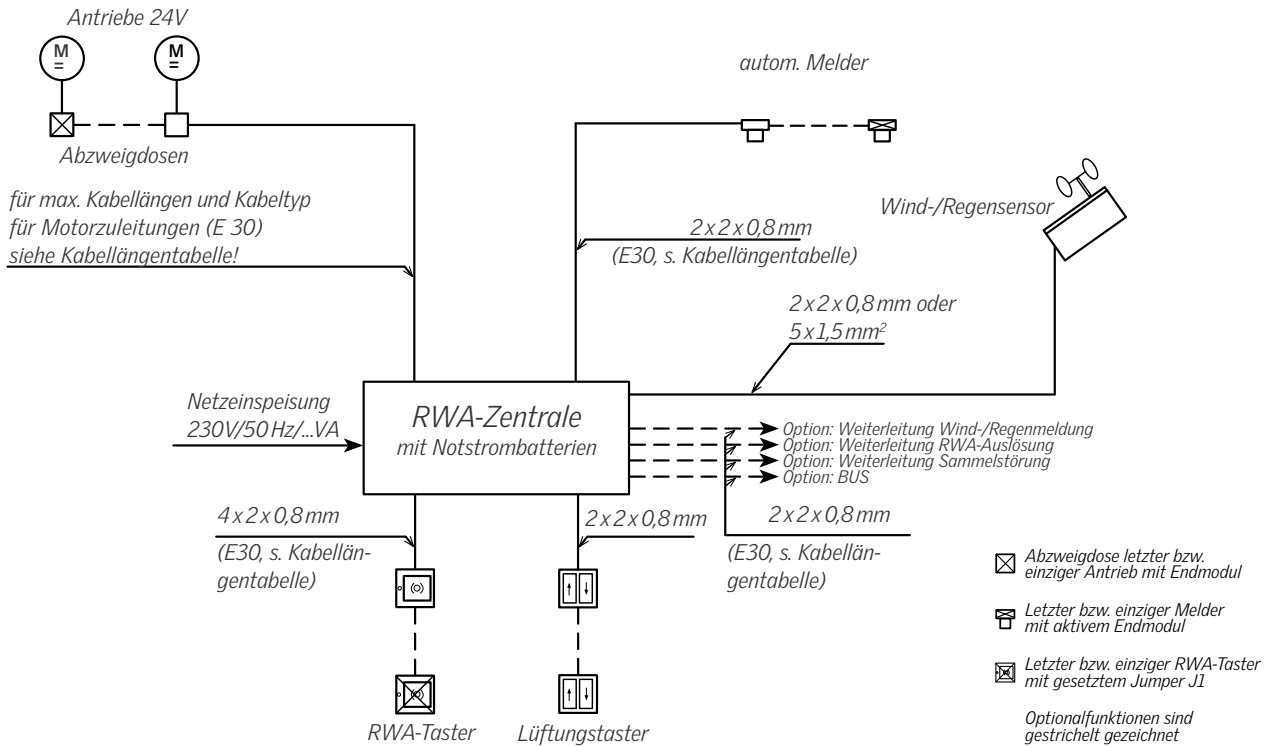 Antriebe 24V
M
=
M
=
Abzweigdosen
für max. Kabellängen und Kabeltyp
für Motorzuleitungen (E 30)
siehe Kabellängentabelle!
autom. Melder
Wind-/Regensensor
2 x 2 x 0,8 mm
(E30, s. Kabellängentabelle)
2 x 2 x 0,8 mm oder
5 x 1,5 mm²
Netzeinspeisung
230V/50 Hz/...VA
RWA-Zentrale
mit Notstrombatterien
Option: Weiterleitung Wind-/Regenmeldung
Option: Weiterleitung RWA-Auslösung
Option: Weiterleitung Sammelstörung
Option: BUS
4 x 2 x 0,8 mm
(E30, s. Kabellän-
gentabelle)
2 x 2 x 0,8 mm
2 x 2 x 0,8 mm
(E30, s. Kabellän-
gentabelle)
RWA-Taster
Lüftungstaster
Abzweigdose letzter bzw.
einziger Antrieb mit Endmodul
Letzter bzw. einziger Melder
mit aktivem Endmodul
Letzter bzw. einziger RWA-Taster
mit gesetztem Jumper J1
Optionalfunktionen sind
gestrichelt gezeichnet